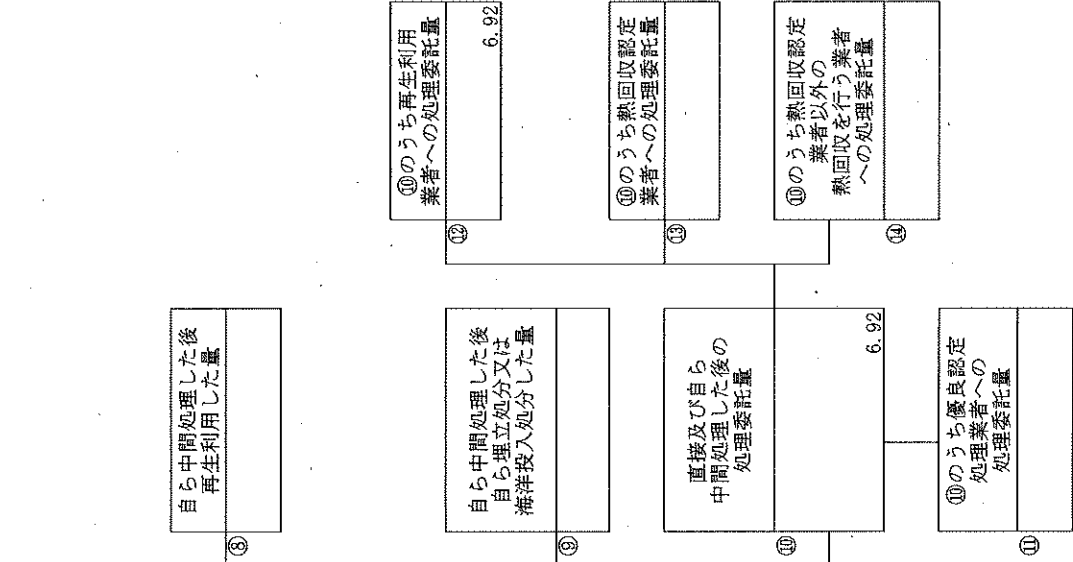 ⑧
自ら中間処理した後
再生利用した量
⑨
自ら中間処理した後
自ら埋立処分又は
海洋投入処分した量
⑩
直接及び自ら
中間処理した後の
処理委託量
6.92
⑪
⑩のうち優良認定
処理業者への
処理委託量
⑫
⑩のうち再生利用
業者への処理委託量
6.92
⑬
⑩のうち熱回収認定
業者への処理委託量
⑭
⑩のうち熱回収認定
業者以外の
熱回収を行う業者
への処理委託量